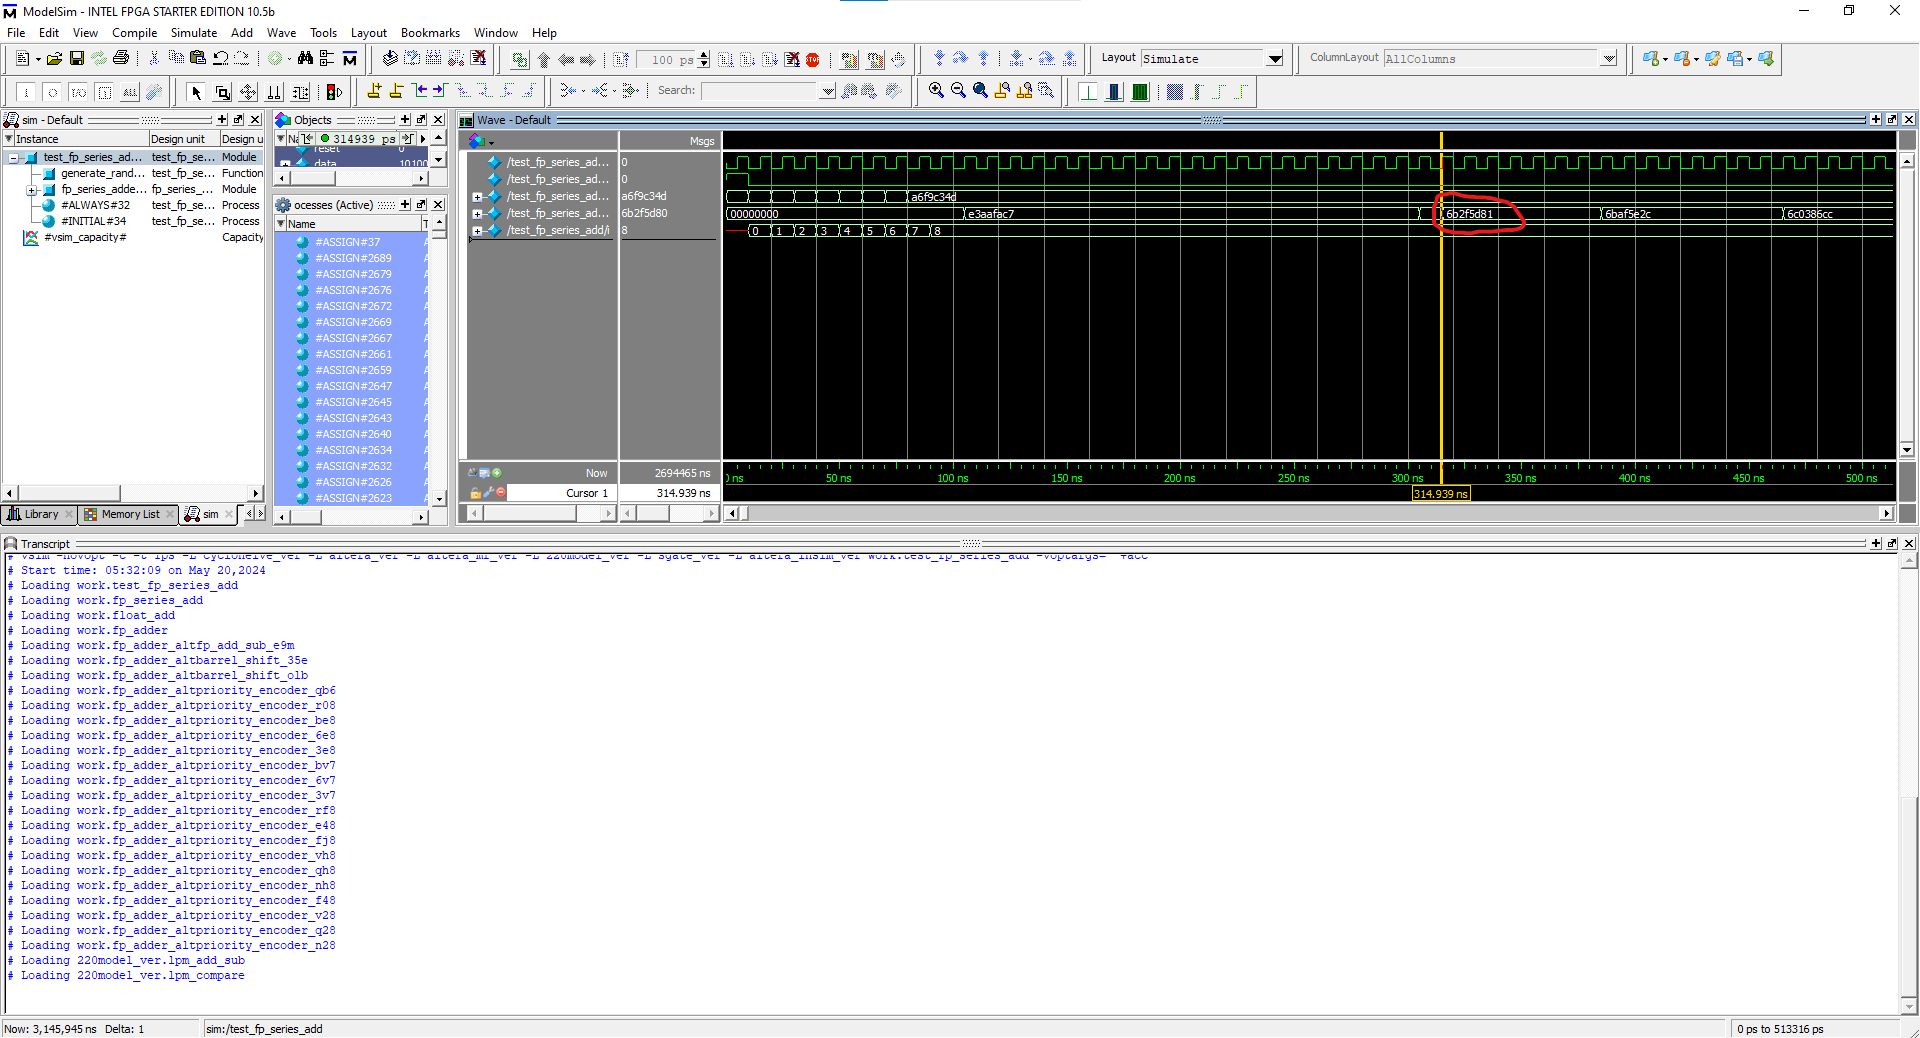 ModelSim - INTEL FPGA STARTER EDITION 10.5b
File Edit View Compile Simulate Add Wave Tools Layout Bookmarks Window Help
100 ps
Layout Simulate
ColumnLayout AllColumns
Search:
sim - Default
Instance Design unit Design u
test_fp_series_ad... test_fp_se... Module
generate_rand... test_fp_se... Function
fp_series_adde... fp_series_... Module
#ALWAYS#32 test_fp_se... Process
#INITIAL#34 test_fp_se... Process
#vsim_capacity# Capacity
Library Memory List sim
Objects
314939 ps
reset 0
data 10100
ocesses (Active)
Name
#ASSIGN#37
#ASSIGN#2689
#ASSIGN#2679
#ASSIGN#2676
#ASSIGN#2672
#ASSIGN#2669
#ASSIGN#2667
#ASSIGN#2661
#ASSIGN#2659
#ASSIGN#2647
#ASSIGN#2645
#ASSIGN#2643
#ASSIGN#2640
#ASSIGN#2634
#ASSIGN#2632
#ASSIGN#2626
#ASSIGN#2623
Wave - Default
Msgs
/test_fp_series_ad... 0
/test_fp_series_ad... 0
/test_fp_series_ad... a6f9c34d a6f9c34d
/test_fp_series_ad... 6b2f5d80 00000000 e3aafac7 6b2f5d81 6baf5e2c 6c0386cc
/test_fp_series_add/i 8 0 1 2 3 4 5 6 7 8
Now 2694465 ns ns 50 ns 100 ns 150 ns 200 ns 250 ns 300 ns 350 ns 400 ns 450 ns 500 ns
Cursor 1 314.939 ns 314.939 ns
Transcript
# vsim -novopt -c -t 1ps -L cycloneive_ver -L altera_ver -L altera_mf_ver -L 220model_ver -L sgate_ver -L altera_lnsim_ver work.test_fp_series_add -voptargs=" +acc"
# Start time: 05:32:09 on May 20,2024
# Loading work.test_fp_series_add
# Loading work.fp_series_add
# Loading work.float_add
# Loading work.fp_adder
# Loading work.fp_adder_altfp_add_sub_e9m
# Loading work.fp_adder_altbarrel_shift_35e
# Loading work.fp_adder_altbarrel_shift_olb
# Loading work.fp_adder_altpriority_encoder_qb6
# Loading work.fp_adder_altpriority_encoder_r08
# Loading work.fp_adder_altpriority_encoder_be8
# Loading work.fp_adder_altpriority_encoder_6e8
# Loading work.fp_adder_altpriority_encoder_3e8
# Loading work.fp_adder_altpriority_encoder_bv7
# Loading work.fp_adder_altpriority_encoder_6v7
# Loading work.fp_adder_altpriority_encoder_3v7
# Loading work.fp_adder_altpriority_encoder_rf8
# Loading work.fp_adder_altpriority_encoder_e48
# Loading work.fp_adder_altpriority_encoder_fj8
# Loading work.fp_adder_altpriority_encoder_vh8
# Loading work.fp_adder_altpriority_encoder_qh8
# Loading work.fp_adder_altpriority_encoder_nh8
# Loading work.fp_adder_altpriority_encoder_f48
# Loading work.fp_adder_altpriority_encoder_v28
# Loading work.fp_adder_altpriority_encoder_q28
# Loading work.fp_adder_altpriority_encoder_n28
# Loading 220model_ver.lpm_add_sub
# Loading 220model_ver.lpm_compare
Now: 3,145,945 ns Delta: 1 sim:/test_fp_series_add 0 ps to 513316 ps